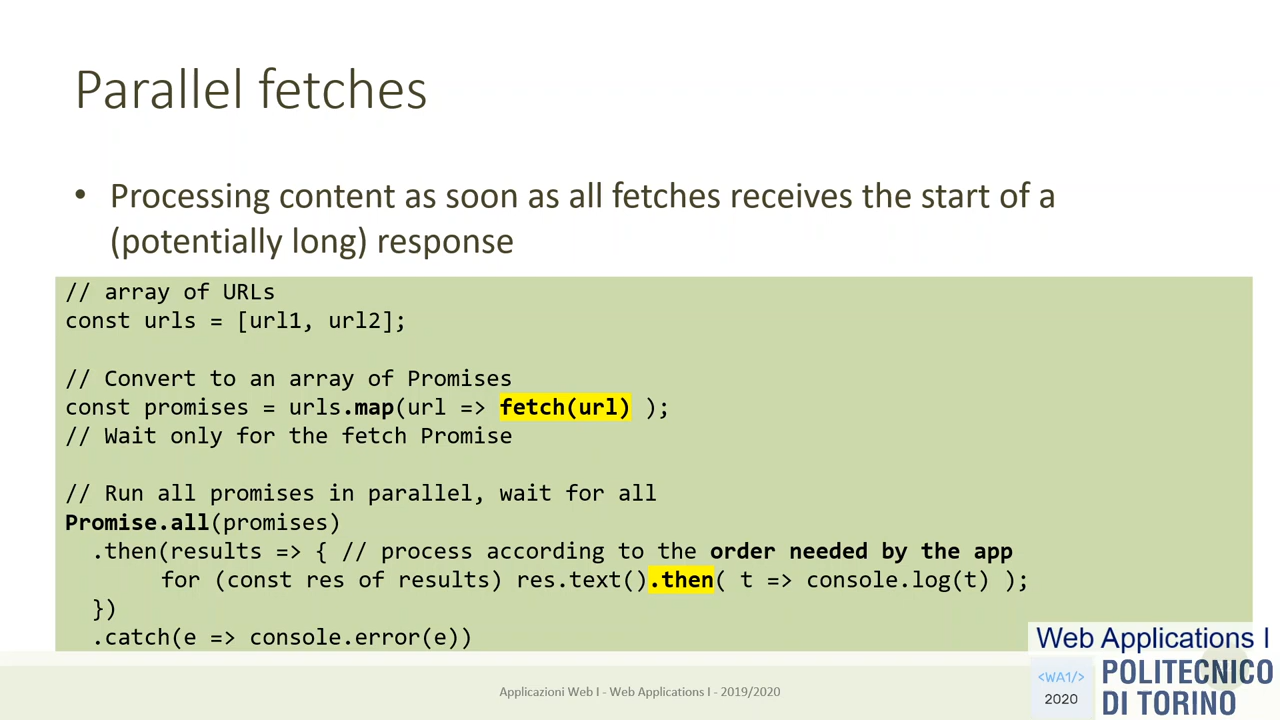 Parallel fetches
• Processing content as soon as all fetches receives the start of a
(potentially long) response
// array of URLs
const urls = [url1, url2];
// Convert to an array of Promises
const promises = urls.map(url => fetch(url) );
// Wait only for the fetch Promise
// Run all promises in parallel, wait for all
Promise.all(promises)
.then(results => { // process according to the order needed by the app
for (const res of results) res.text().then( t => console.log(t) );
})
.catch(e => console.error(e))
Applicazioni Web I - Web Applications I - 2019/2020
Web Applications I
<WA1/>
2020
POLITECNICO
DI TORINO